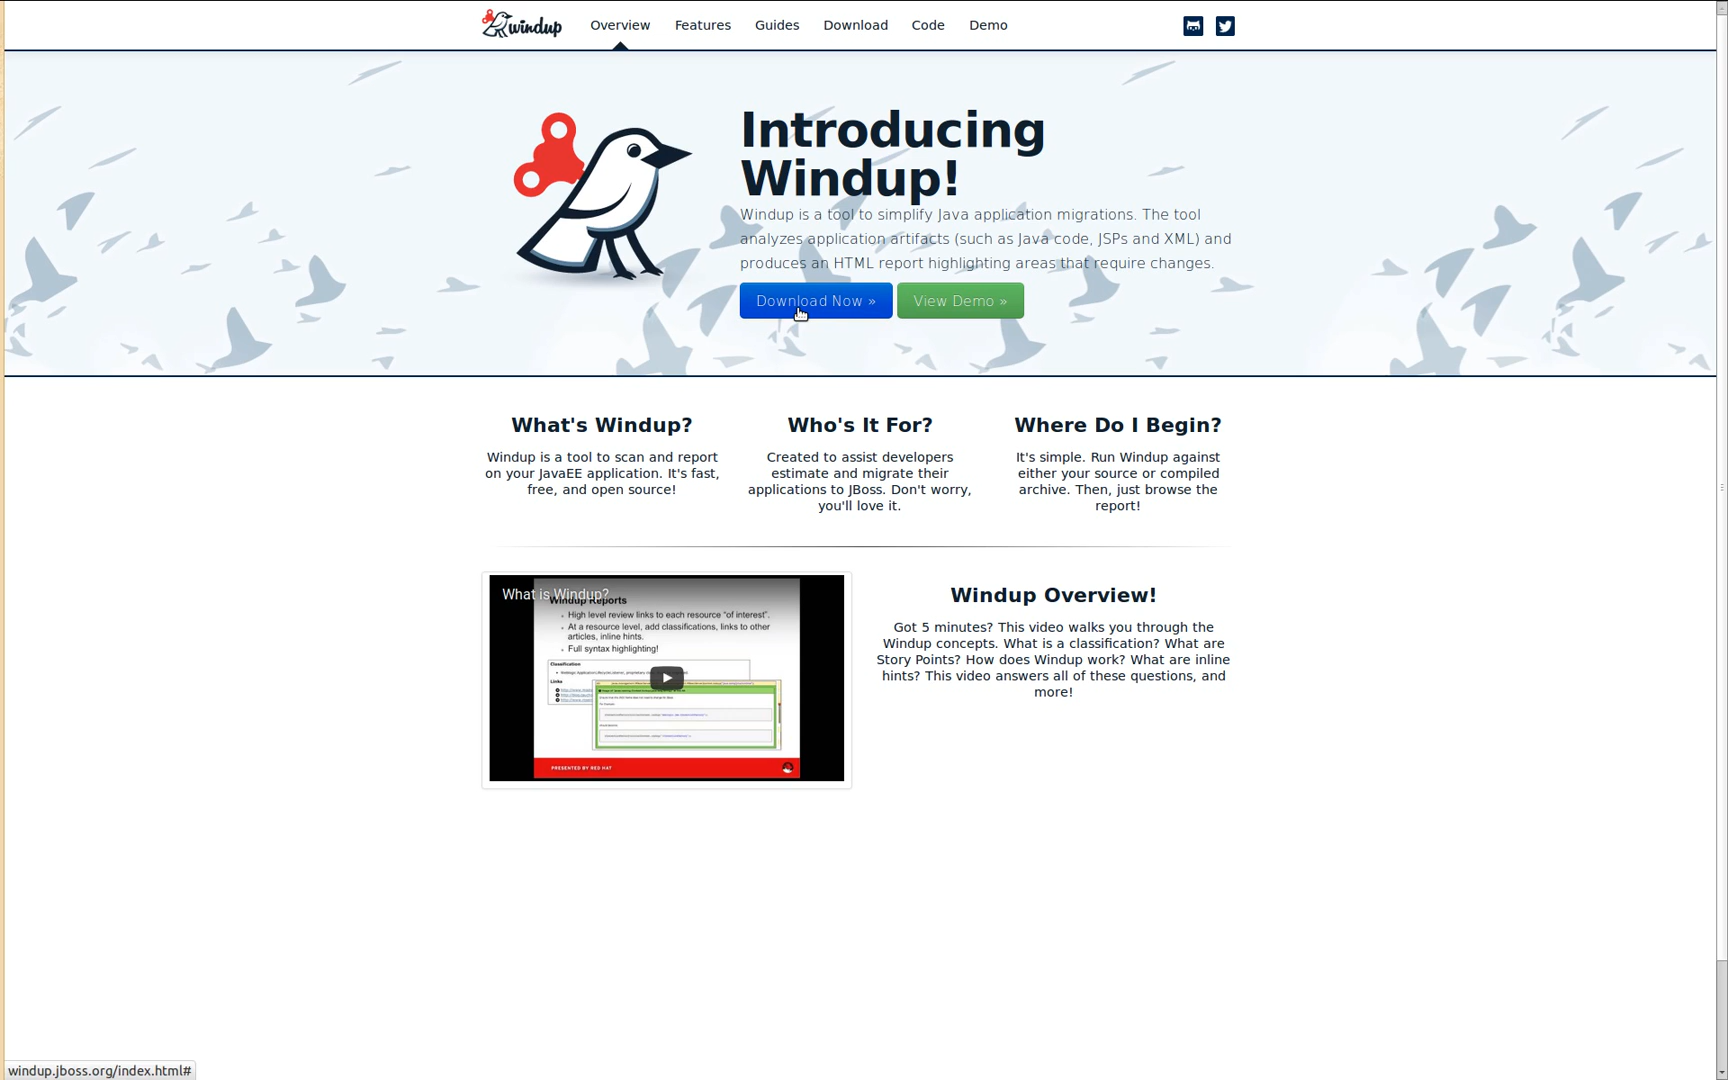 windup
Overview
Features
Guides
Download
Code
Demo
Introducing
Windup!
Windup is a tool to simplify Java application migrations. The tool
analyzes application artifacts (such as Java code, JSPs and XML) and
produces an HTML report highlighting areas that require changes.
Download Now »
View Demo »
What's Windup?
Windup is a tool to scan and report
on your JavaEE application. It's fast,
free, and open source!
Who's It For?
Created to assist developers
estimate and migrate their
applications to JBoss. Don't worry,
you'll love it.
Where Do I Begin?
It's simple. Run Windup against
either your source or compiled
archive. Then, just browse the
report!
What is Windup?
Windup Reports
High level review links to each resource "of interest".
At a resource level, add classifications, links to other
articles, inline hints.
Full syntax highlighting!
Classification
Links
PRESENTED BY RED HAT
Windup Overview!
Got 5 minutes? This video walks you through the
Windup concepts. What is a classification? What are
Story Points? How does Windup work? What are inline
hints? This video answers all of these questions, and
more!
windup.jboss.org/index.html#